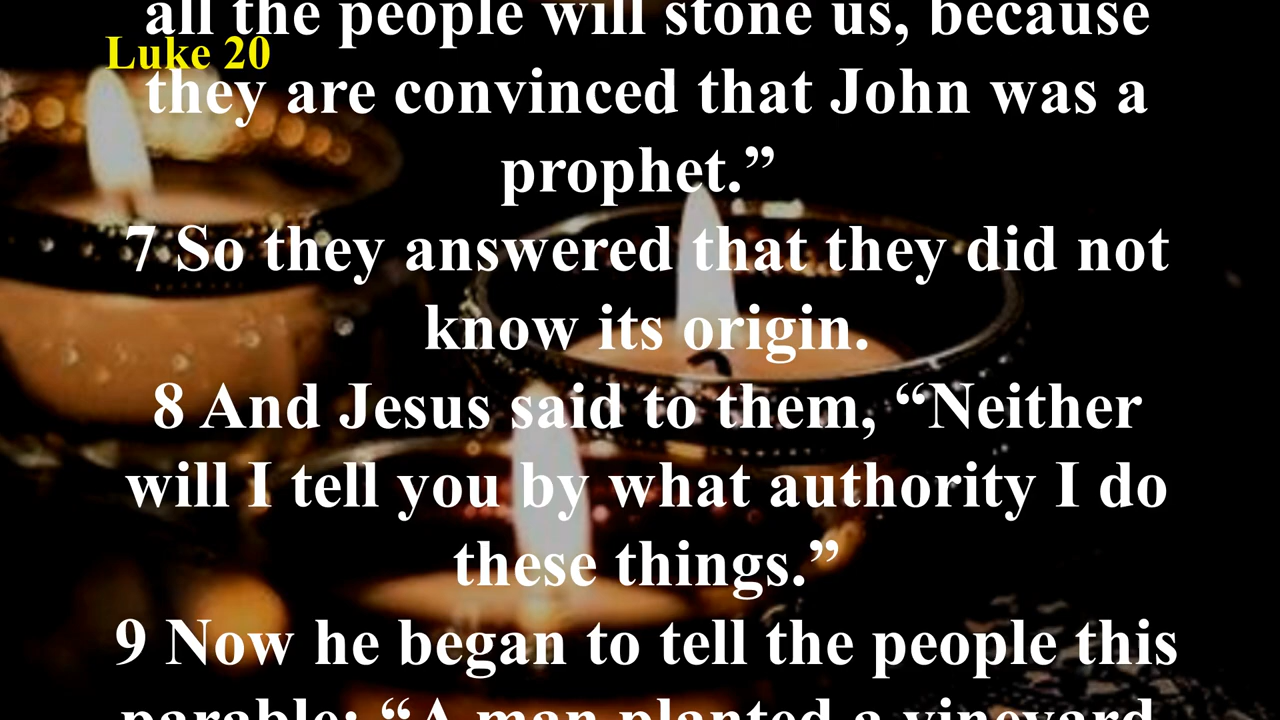 all the people will stone us, because
Luke 20
they are convinced that John was a
prophet.”
7 So they answered that they did not
know its origin.
8 And Jesus said to them, “Neither
will I tell you by what authority I do
these things.”
9 Now he began to tell the people this
parable: “A man planted a vineyard,